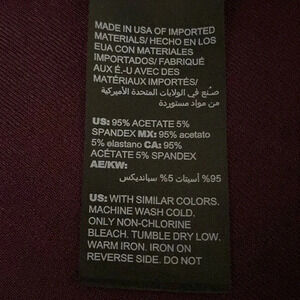 MADE IN USA OF IMPORTED
MATERIALS/ HECHO EN LOS
EUA CON MATERIALES
IMPORTADOS/ FABRIQUÉ
AUX É.-U AVEC DES
MATÉRIAUX IMPORTÉS/
صنع في الولايات المتحدة الأميركية
من مواد مستوردة
US: 95% ACETATE 5%
SPANDEX MX: 95% acetato
5% elastano CA: 95%
ACÉTATE 5% SPANDEX
AE/KW:
95% أسيتات 5% سبانديكس
US: WITH SIMILAR COLORS.
MACHINE WASH COLD.
ONLY NON-CHLORINE
BLEACH. TUMBLE DRY LOW.
WARM IRON. IRON ON
REVERSE SIDE. DO NOT